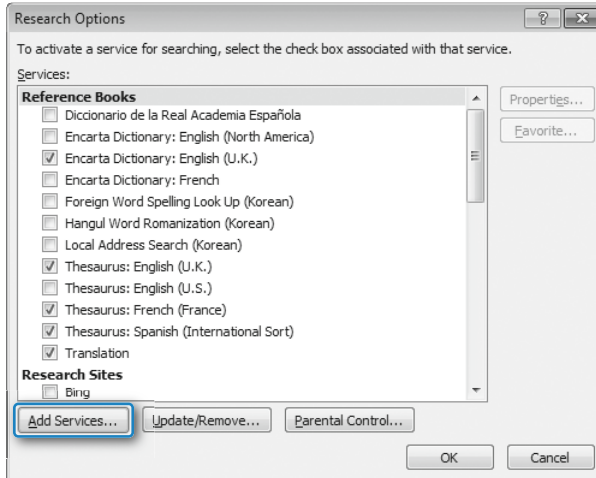 Research Options
To activate a service for searching, select the check box associated with that service.
Services:
Reference Books
Diccionario de la Real Academia Española
Encarta Dictionary: English (North America)
Encarta Dictionary: English (U.K.)
Encarta Dictionary: French
Foreign Word Spelling Look Up (Korean)
Hangul Word Romanization (Korean)
Local Address Search (Korean)
Thesaurus: English (U.K.)
Thesaurus: English (U.S.)
Thesaurus: French (France)
Thesaurus: Spanish (International Sort)
Translation
Research Sites
Bing
Properties...
Favorite...
Add Services... Update/Remove... Parental Control...
OK Cancel